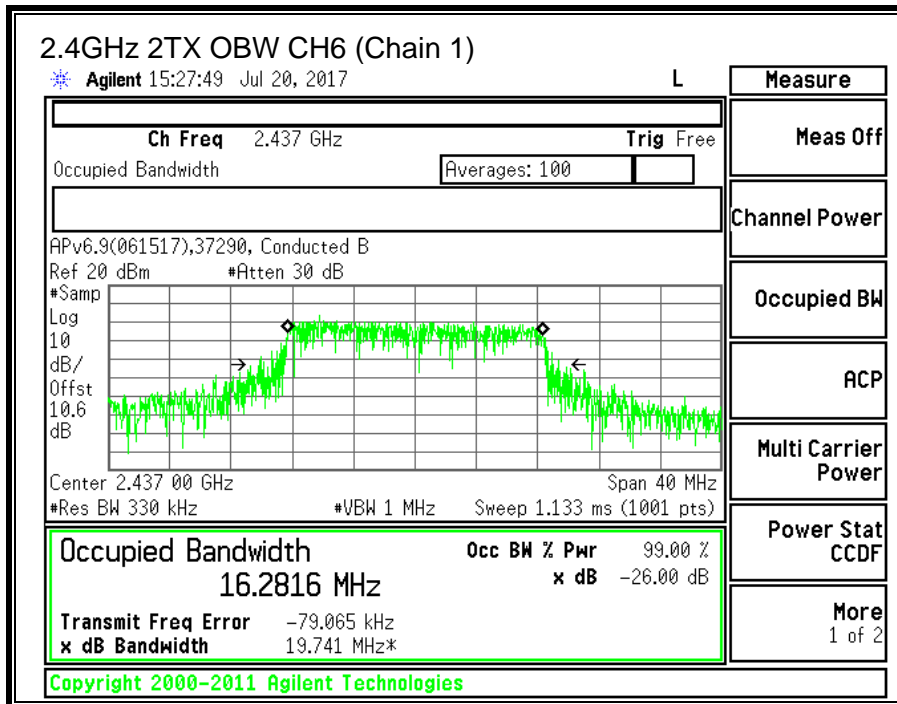 2.4GHz 2TX OBW CH6 (Chain 1)
Agilent 15:27:49 Jul 20, 2017 L
Ch Freq 2.437 GHz Trig Free
Occupied Bandwidth Averages: 100
APv6.9(061517),37290, Conducted B
Ref 20 dBm #Atten 30 dB
#Samp
Log
10
dB/
Offst
10.6
dB
Center 2.437 00 GHz Span 40 MHz
#Res BW 330 kHz #VBW 1 MHz Sweep 1.133 ms (1001 pts)
Occupied Bandwidth Occ BW % Pwr 99.00 %
16.2816 MHz x dB -26.00 dB
Transmit Freq Error -79.065 kHz
x dB Bandwidth 19.741 MHz*
Copyright 2000-2011 Agilent Technologies
Measure
Meas Off
Channel Power
Occupied BW
ACP
Multi Carrier
Power
Power Stat
CCDF
More
1 of 2